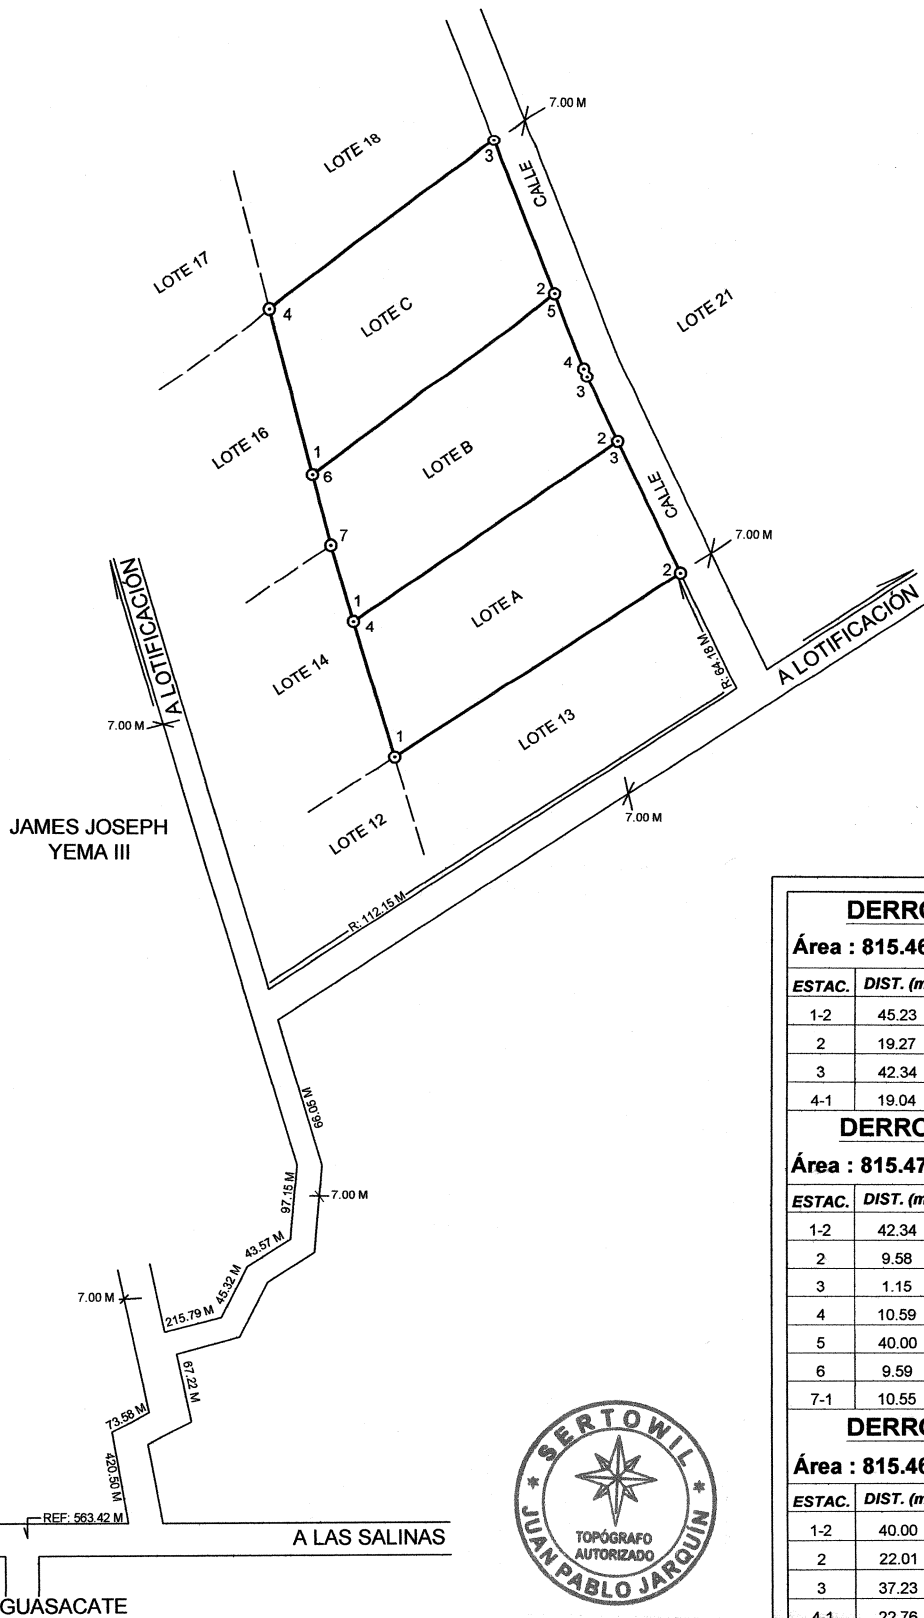 7.00 M
LOTE 18
3
CALLE
LOTE 17
4
LOTE C
2
5
LOTE 21
4
3
LOTE 16
1
6
LOTE B
2
3
CALLE
7
7.00 M
A LOTIFICACIÓN
1
4
LOTE A
2
A LOTIFICACIÓN
LOTE 14
R: 64.18 M
7.00 M
LOTE 13
1
7.00 M
JAMES JOSEPH
YEMA III
LOTE 12
R: 112.15 M
66.05 M
97.15 M
7.00 M
43.57 M
45.32 M
7.00 M
215.79 M
67.22 M
73.58 M
420.50 M
REF: 563.42 M
A LAS SALINAS
GUASACATE
SERTOWIL
TOPÓGRAFO
AUTORIZADO
JUAN PABLO JARQUÍN
DERRO
Área : 815.46
ESTAC. DIST. (m
1-2 45.23
2 19.27
3 42.34
4-1 19.04
DERRO
Área : 815.47
ESTAC. DIST. (m
1-2 42.34
2 9.58
3 1.15
4 10.59
5 40.00
6 9.59
7-1 10.55
DERRO
Área : 815.46
ESTAC. DIST. (m
1-2 40.00
2 22.01
3 37.23
4-1 22.76